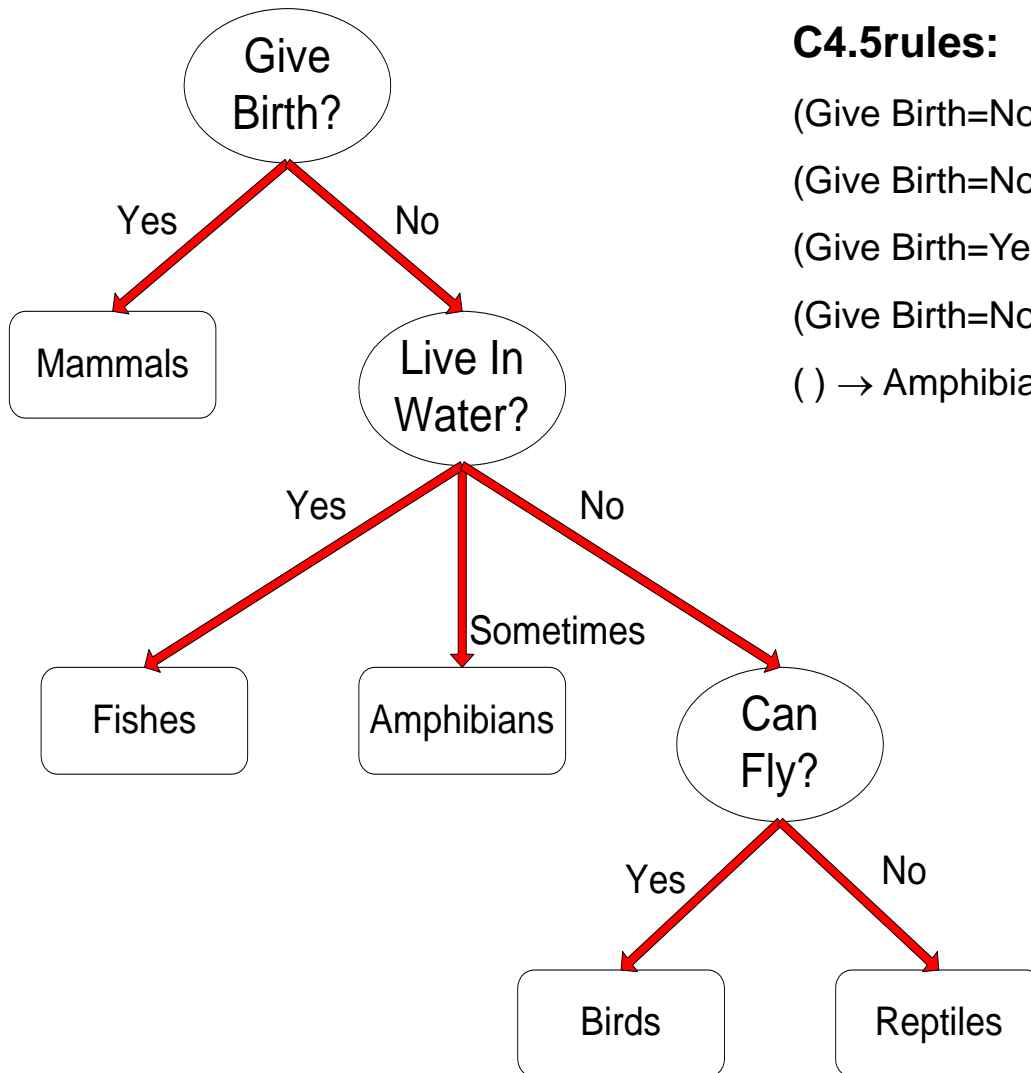 Give
Birth?
Yes
No
Mammals
Live In
Water?
Yes
No
Sometimes
Fishes
Amphibians
Can
Fly?
Yes
No
Birds
Reptiles
C4.5rules:
(Give Birth=No
(Give Birth=No
(Give Birth=Ye
(Give Birth=No
( ) → Amphibia